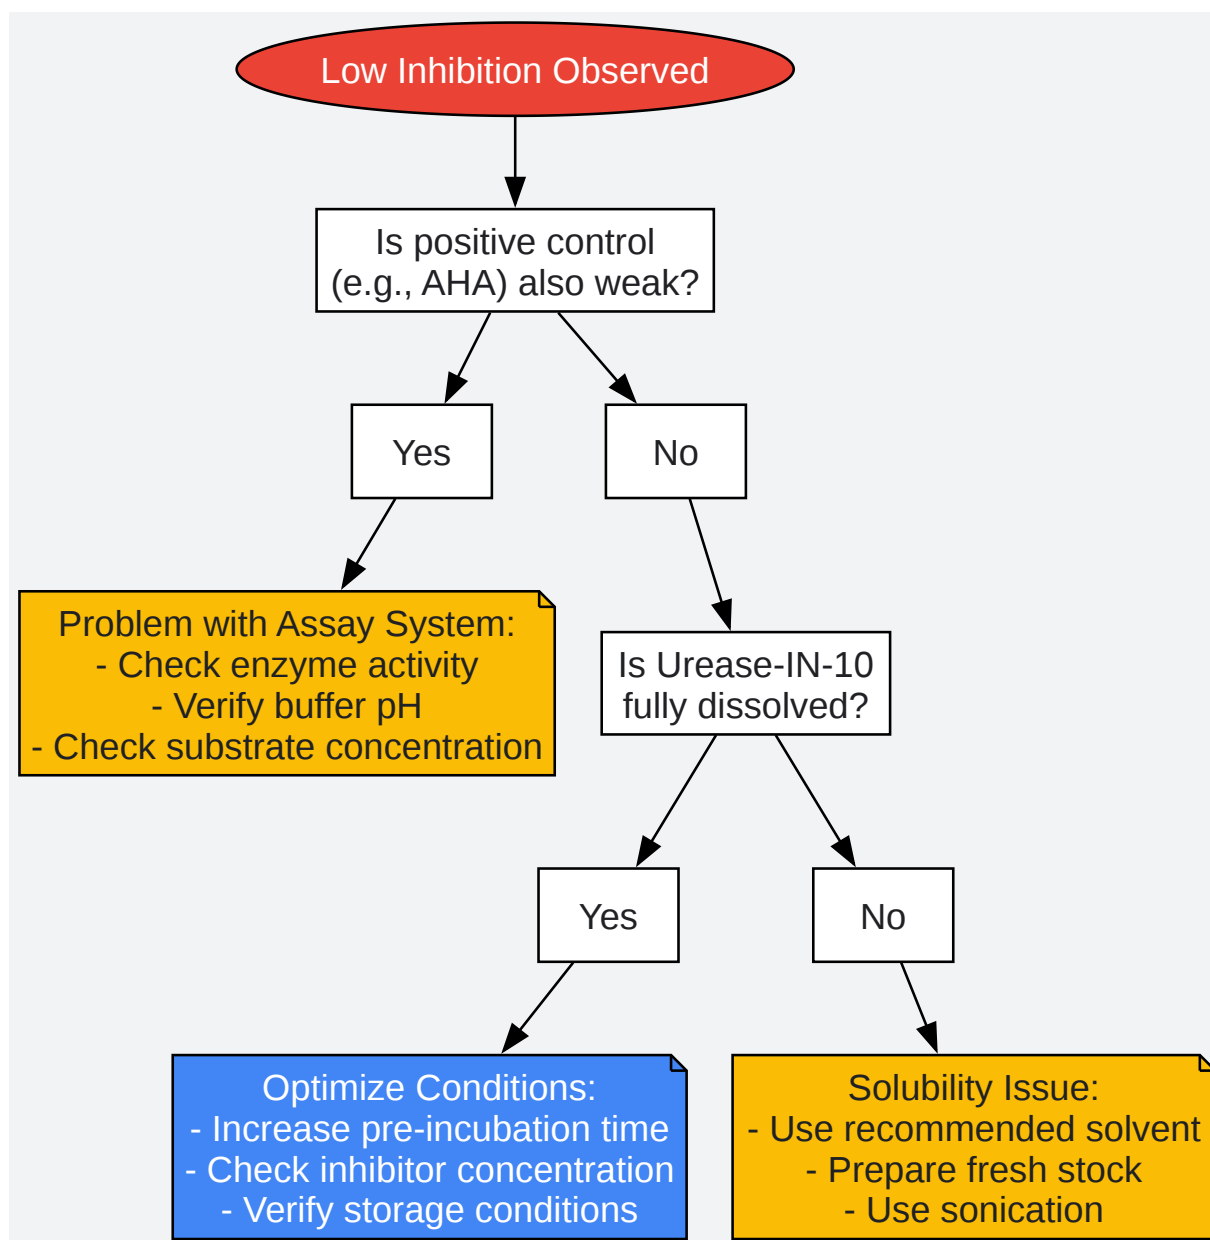 Low Inhibition Observed
Is positive control
(e.g., AHA) also weak?
Yes
No
Problem with Assay System:
- Check enzyme activity
- Verify buffer pH
- Check substrate concentration
Is Urease-IN-10
fully dissolved?
Yes
No
Optimize Conditions:
- Increase pre-incubation time
- Check inhibitor concentration
- Verify storage conditions
Solubility Issue:
- Use recommended solvent
- Prepare fresh stock
- Use sonication